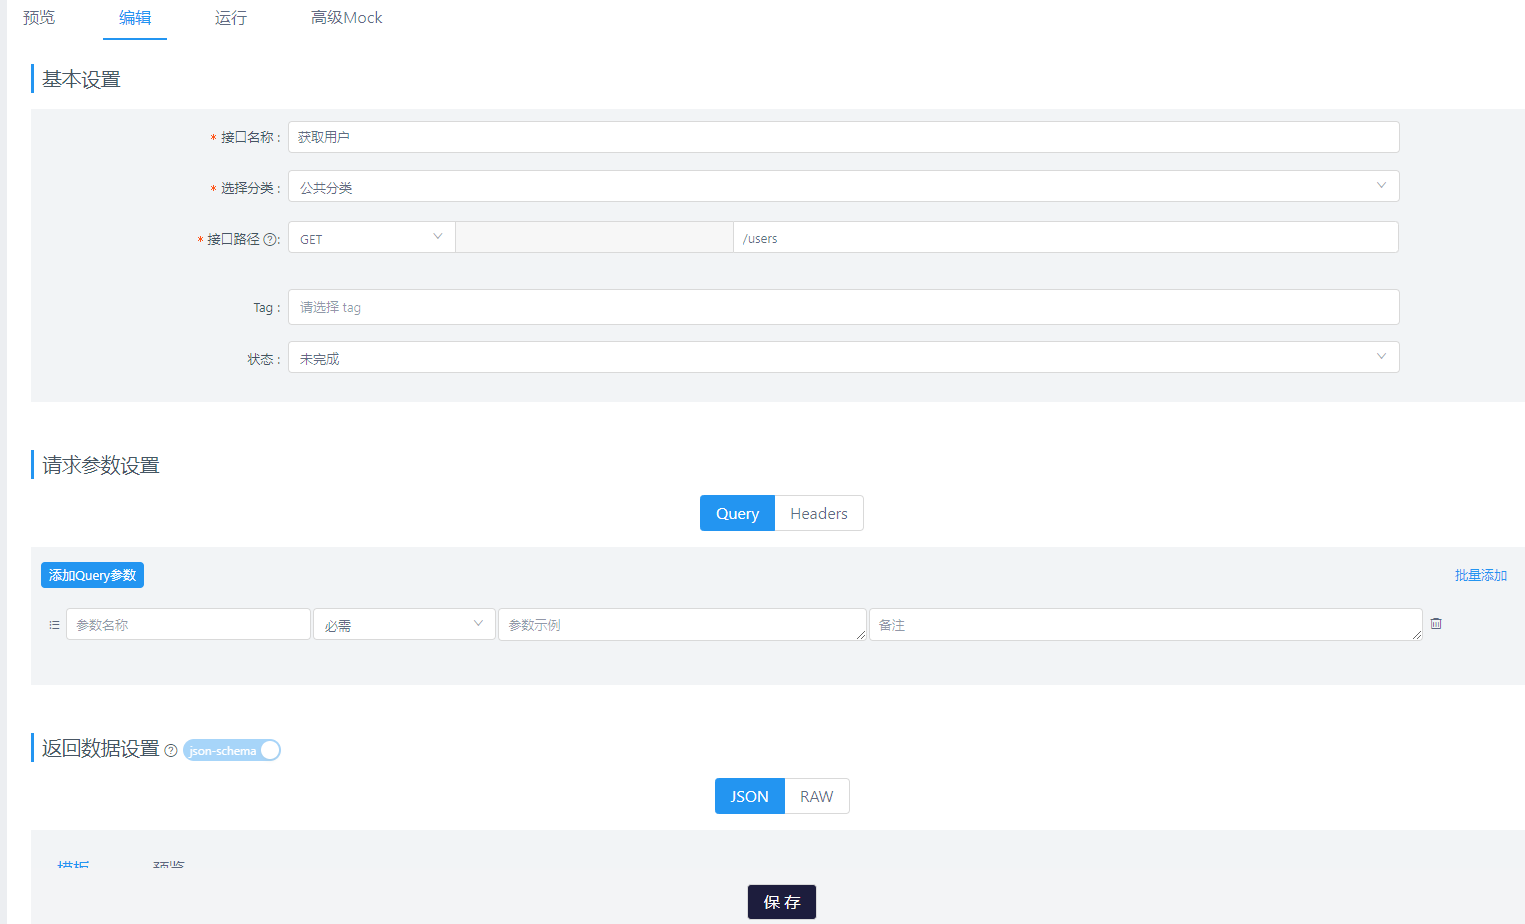 预览 编辑 运行 高级Mock
基本设置
* 接口名称 : 获取用户
* 选择分类 : 公共分类
* 接口路径 ? : GET /users
Tag : 请选择 tag
状态 : 未完成
请求参数设置
Query Headers
添加Query参数 批量添加
参数名称 必需 参数示例 备注
返回数据设置 ? json-schema
JSON RAW
模板 预览
保 存